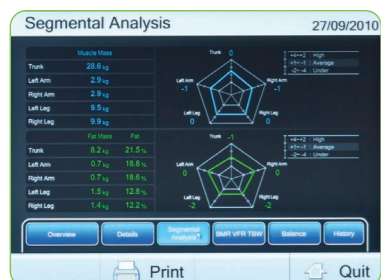 Segmental Analysis 27/09/2010
Muscle Mass
Trunk 28.6 kg
Left Arm 2.9 kg
Right Arm 2.9 kg
Left Leg 9.5 kg
Right Leg 9.9 kg
Trunk 0
Left Arm -1
Right Arm -1
Left Leg 0
Right Leg 0
+4~+2 : High
+1~-1 : Average
-2~-4 : Under
Fat Mass Fat
Trunk 8.2 kg 21.5 %
Left Arm 0.7 kg 18.8 %
Right Arm 0.7 kg 18.6 %
Left Leg 1.5 kg 12.8 %
Right Leg 1.4 kg 12.2 %
Trunk -1
Left Arm 0
Right Arm 0
Left Leg -2
Right Leg -2
+4~+2 : High
+1~-1 : Average
-2~-4 : Under
Overview
Details
Segmental Analysis
BMR VFR TBW
Balance
History
Print
Quit